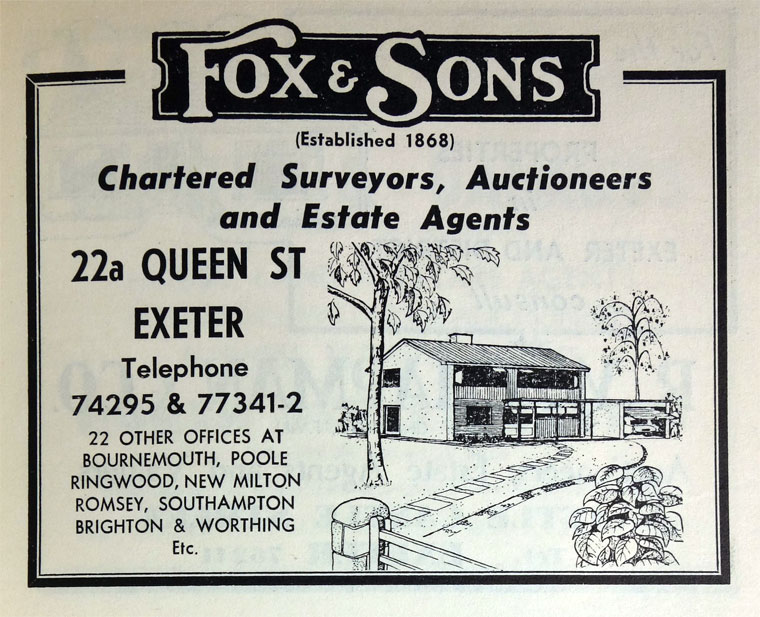 FOX & SONS
(Established 1868)
Chartered Surveyors, Auctioneers
and Estate Agents
22a QUEEN ST
EXETER
Telephone
74295 & 77341-2
22 OTHER OFFICES AT
BOURNEMOUTH, POOLE
RINGWOOD, NEW MILTON
ROMSEY, SOUTHAMPTON
BRIGHTON & WORTHING
Etc.